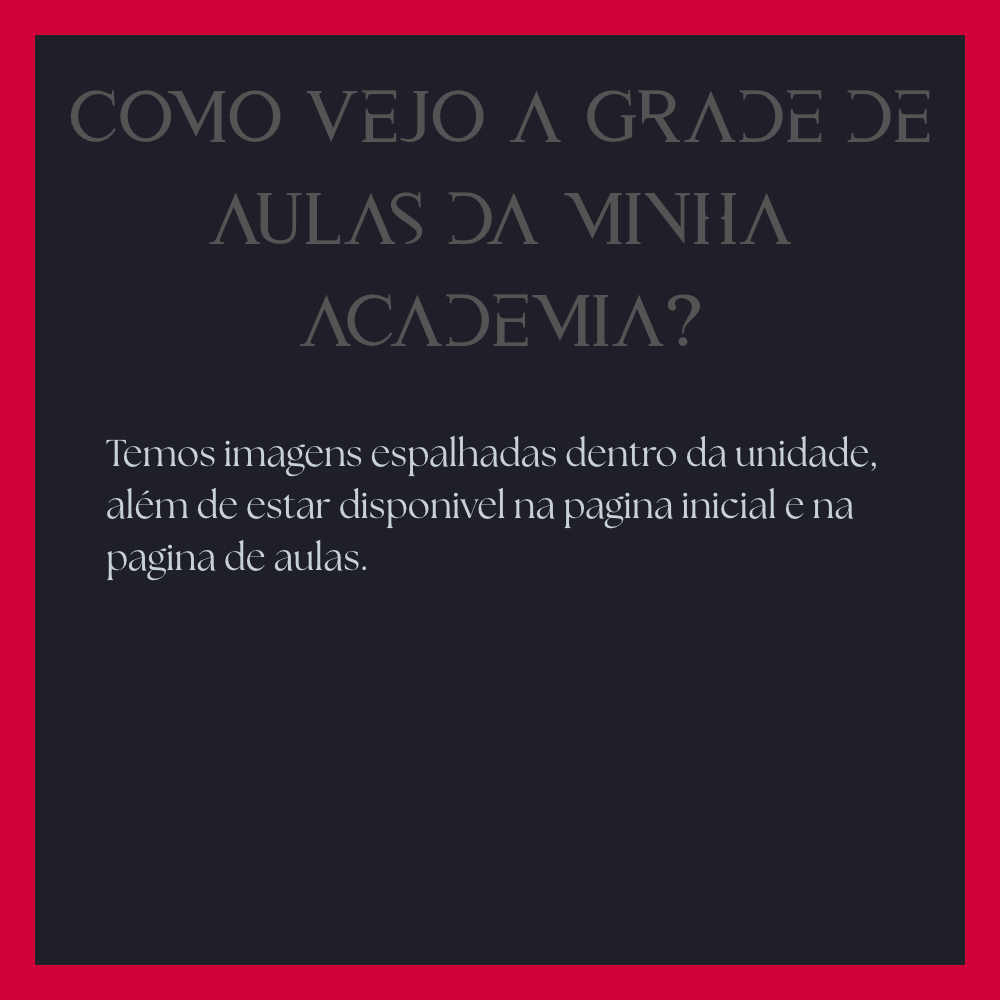 COMO VEJO A GRADE DE
AULAS DA MINHA
ACADEMIA?
Temos imagens espalhadas dentro da unidade,
além de estar disponivel na pagina inicial e na
pagina de aulas.